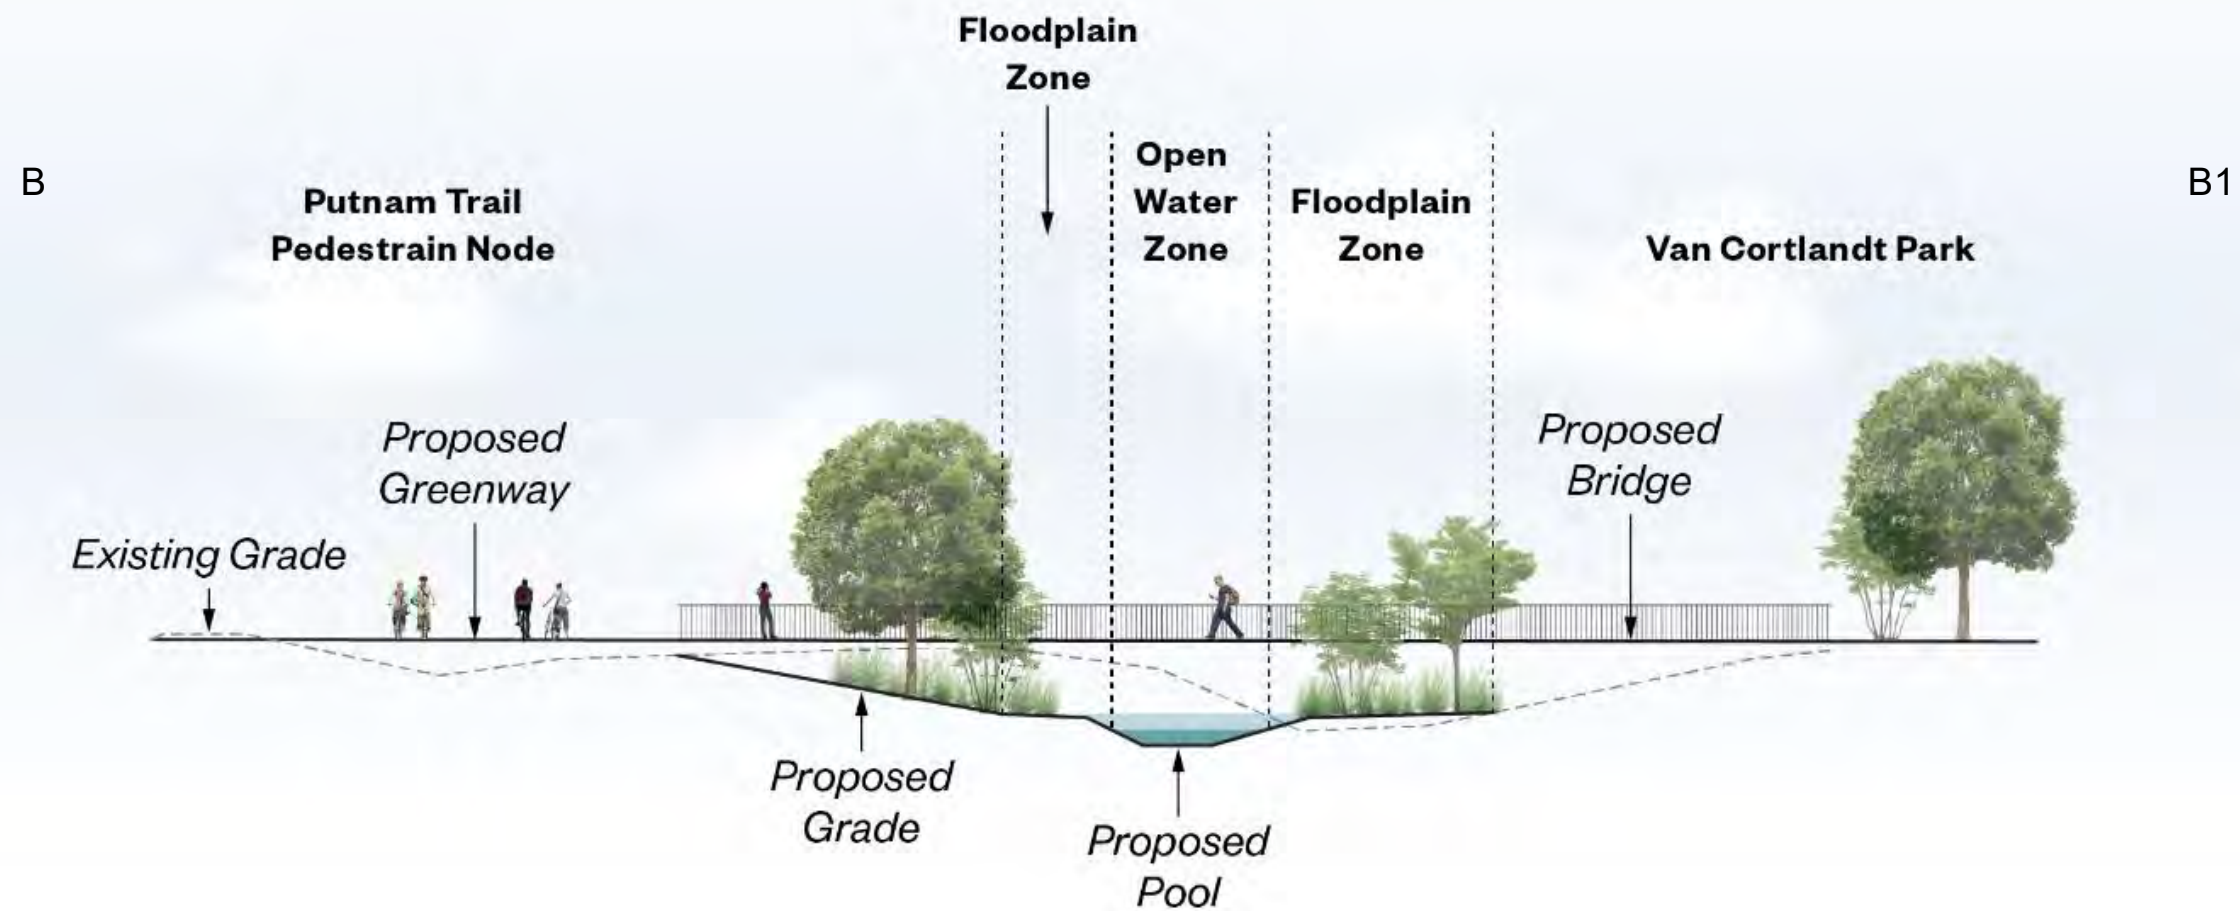 Floodplain
Zone
B
Putnam Trail
Pedestrain Node
Open
Water
Zone
Floodplain
Zone
Van Cortlandt Park
B1
Existing Grade
Proposed
Greenway
Proposed
Bridge
Proposed
Grade
Proposed
Pool